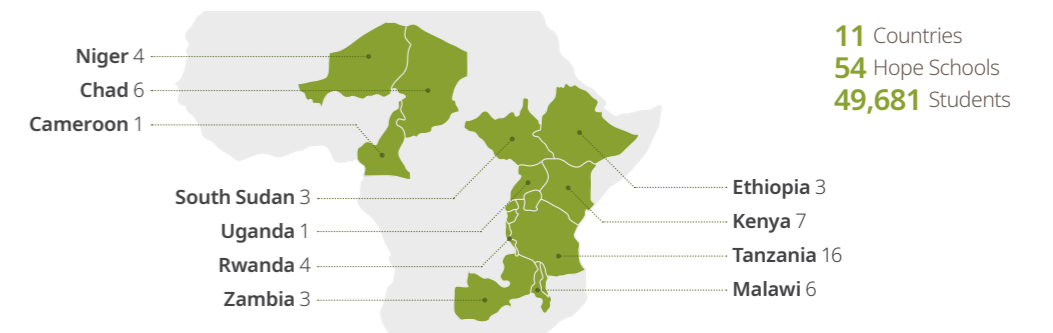 Niger 4
Chad 6
Cameroon 1
South Sudan 3
Uganda 1
Rwanda 4
Zambia 3
Ethiopia 3
Kenya 7
Tanzania 16
Malawi 6
11 Countries
54 Hope Schools
49,681 Students